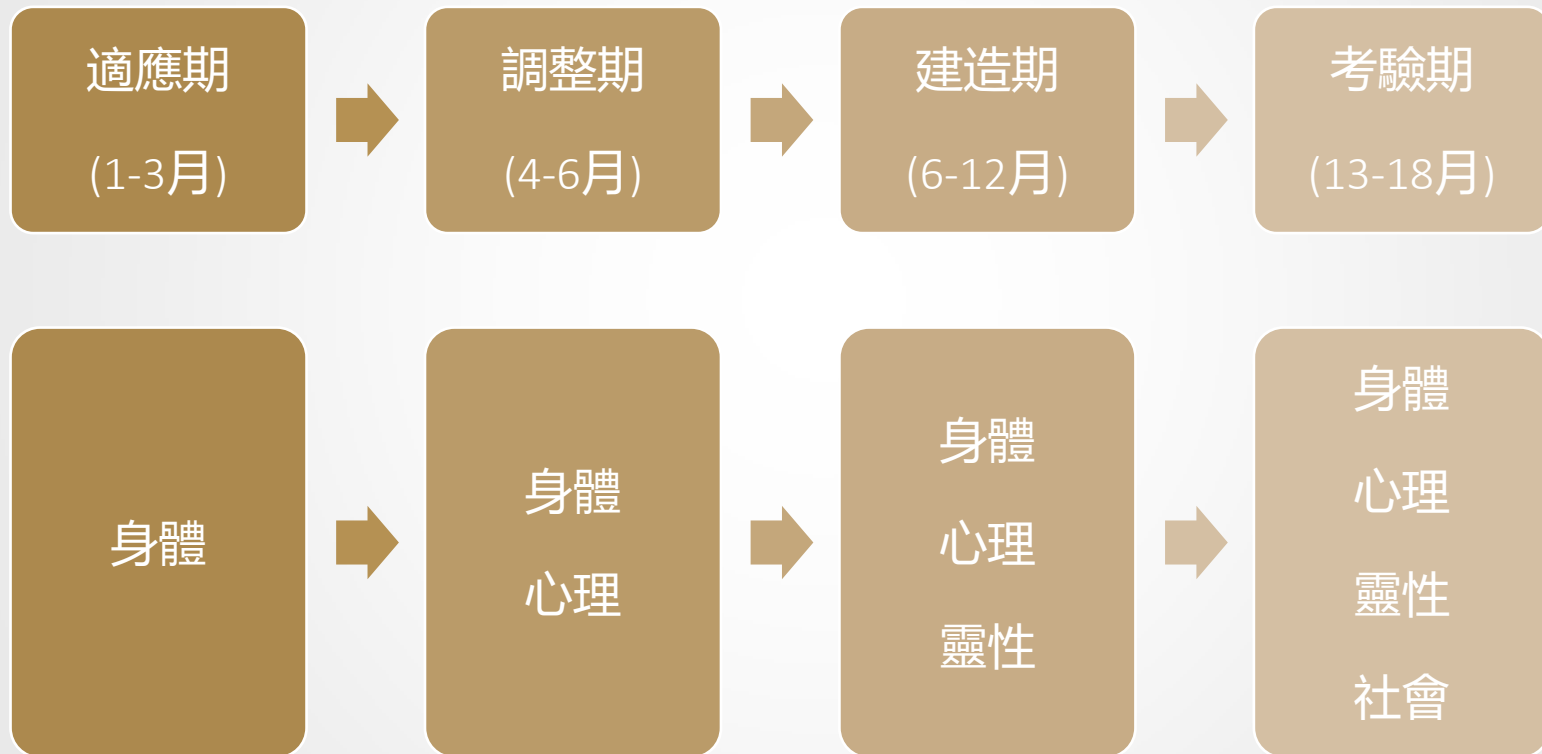 適應期
(1-3月)
調整期
(4-6月)
建造期
(6-12月)
考驗期
(13-18月)
身體
身體
心理
身體
心理
靈性
身體
心理
靈性
社會